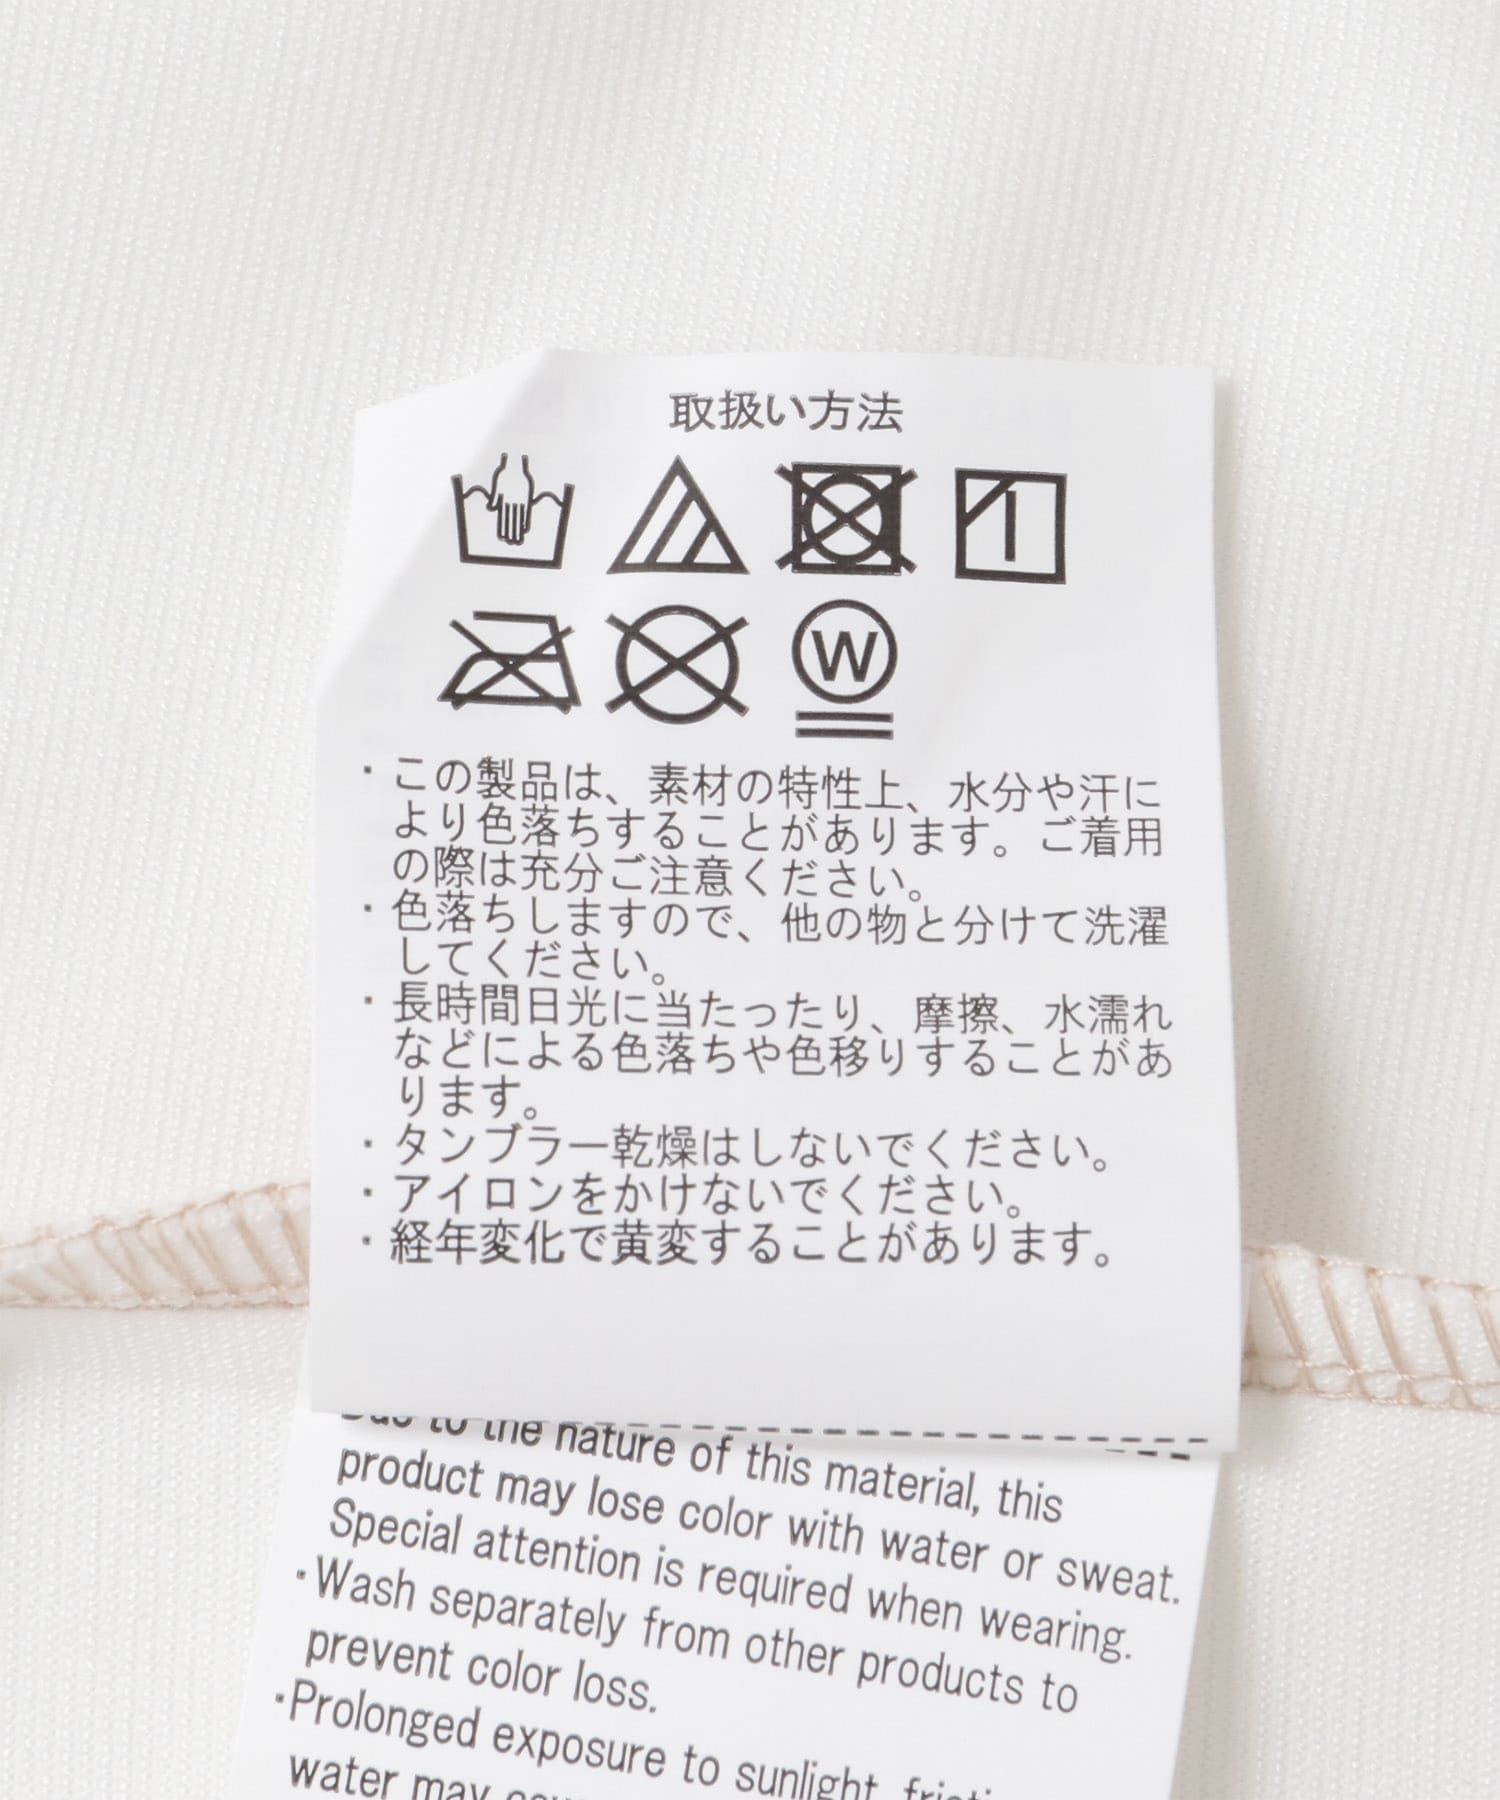 取扱い方法
W
・この製品は、素材の特性上、水分や汗に
より色落ちすることがあります。ご着用
の際は充分ご注意ください。
・色落ちしますので、他の物と分けて洗濯
してください。
・長時間日光に当たったり、摩擦、水濡れ
などによる色落ちや色移りすることがあ
ります。
・タンブラー乾燥はしないでください。
・アイロンをかけないでください。
・経年変化で黄変することがあります。
Due to the nature of this material, this
product may lose color with water or sweat.
Special attention is required when wearing.
・Wash separately from other products to
prevent color loss.
・Prolonged exposure to sunlight,
water may